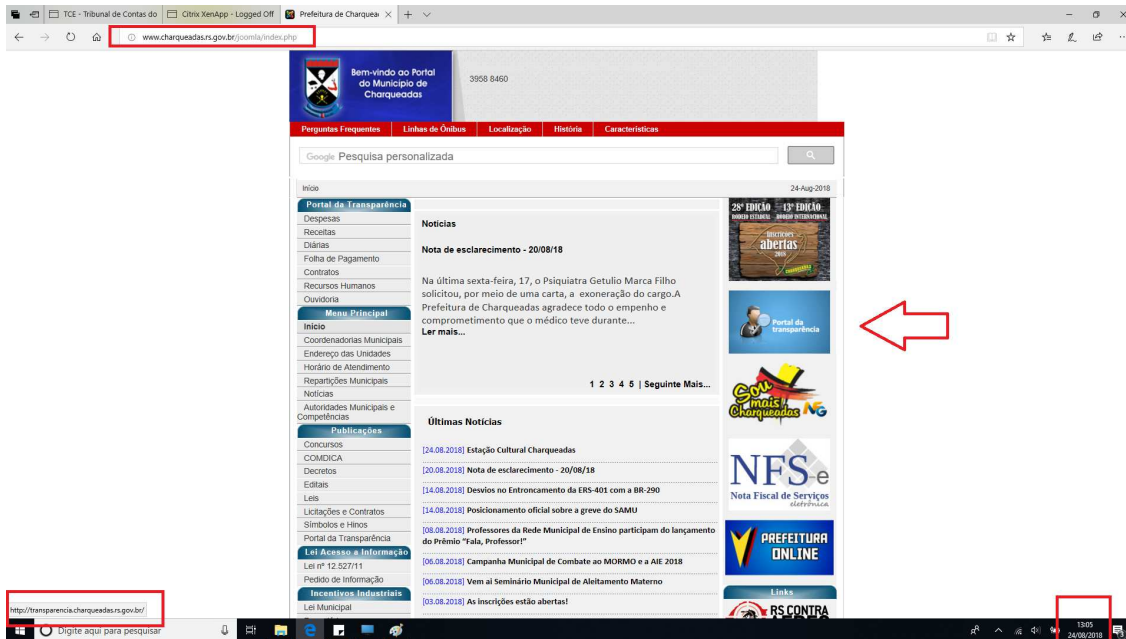 TCE - Tribunal de Contas do
Citrix XenApp - Logged Off
Prefeitura de Charquea
www.charqueadas.rs.gov.br/joomla/index.php
Bem-vindo ao Portal
do Município de
Charqueadas
3958 8460
Perguntas Frequentes
Linhas de Ônibus
Localização
História
Características
Google Pesquisa personalizada
Início
24-Aug-2018
Portal da Transparência
Despesas
Receitas
Diárias
Folha de Pagamento
Contratos
Recursos Humanos
Ouvidoria
Menu Principal
Início
Coordenadorias Municipais
Endereço das Unidades
Horário de Atendimento
Repartições Municipais
Notícias
Autoridades Municipais e
Competências
Publicações
Concursos
COMDICA
Decretos
Editais
Leis
Licitações e Contratos
Símbolos e Hinos
Portal da Transparência
Lei Acesso a Informação
Lei nº 12.527/11
Pedido de Informação
Incentivos Industriais
Lei Municipal
Notícias
Nota de esclarecimento - 20/08/18
Na última sexta-feira, 17, o Psiquiatra Getulio Marca Filho
solicitou, por meio de uma carta, a exoneração do cargo.A
Prefeitura de Charqueadas agradece todo o empenho e
comprometimento que o médico teve durante...
Ler mais...
1 2 3 4 5 | Seguinte Mais...
Últimas Notícias
[24.08.2018] Estação Cultural Charqueadas
[20.08.2018] Nota de esclarecimento - 20/08/18
[14.08.2018] Desvios no Entroncamento da ERS-401 com a BR-290
[14.08.2018] Posicionamento oficial sobre a greve do SAMU
[08.08.2018] Professores da Rede Municipal de Ensino participam do lançamento
do Prêmio “Fala, Professor!”
[06.08.2018] Campanha Municipal de Combate ao MORMO e a AIE 2018
[06.08.2018] Vem ai Seminário Municipal de Aleitamento Materno
[03.08.2018] As inscrições estão abertas!
28ª EDIÇÃO 13ª EDIÇÃO
RODEIO ESTADUAL RODEIO INTERNACIONAL
Inscrições
abertas
2018
Portal da
transparência
Sou
mais
Charqueadas
NFS-e
Nota Fiscal de Serviços
eletrônica
PREFEITURA
ONLINE
Links
RS CONTRA
http://transparencia.charqueadas.rs.gov.br/
Digite aqui para pesquisar
13:05
24/08/2018